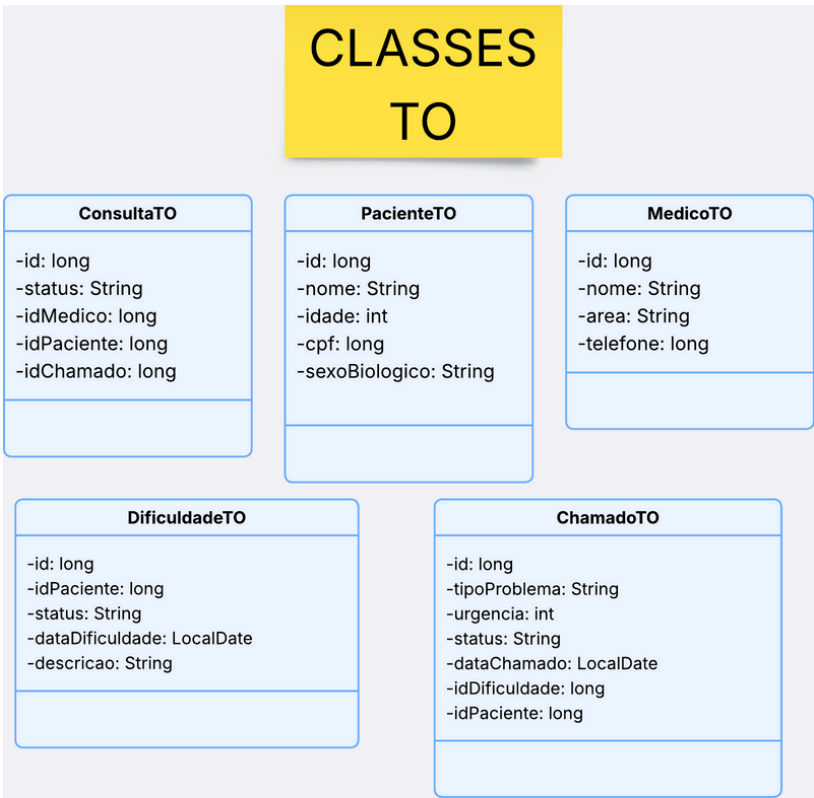 CLASSES
TO
ConsultaTO
-id: long
-status: String
-idMedico: long
-idPaciente: long
-idChamado: long
PacienteTO
-id: long
-nome: String
-idade: int
-cpf: long
-sexoBiologico: String
MedicoTO
-id: long
-nome: String
-area: String
-telefone: long
DificuldadeTO
-id: long
-idPaciente: long
-status: String
-dataDificuldade: LocalDate
-descricao: String
ChamadoTO
-id: long
-tipoProblema: String
-urgencia: int
-status: String
-dataChamado: LocalDate
-idDificuldade: long
-idPaciente: long